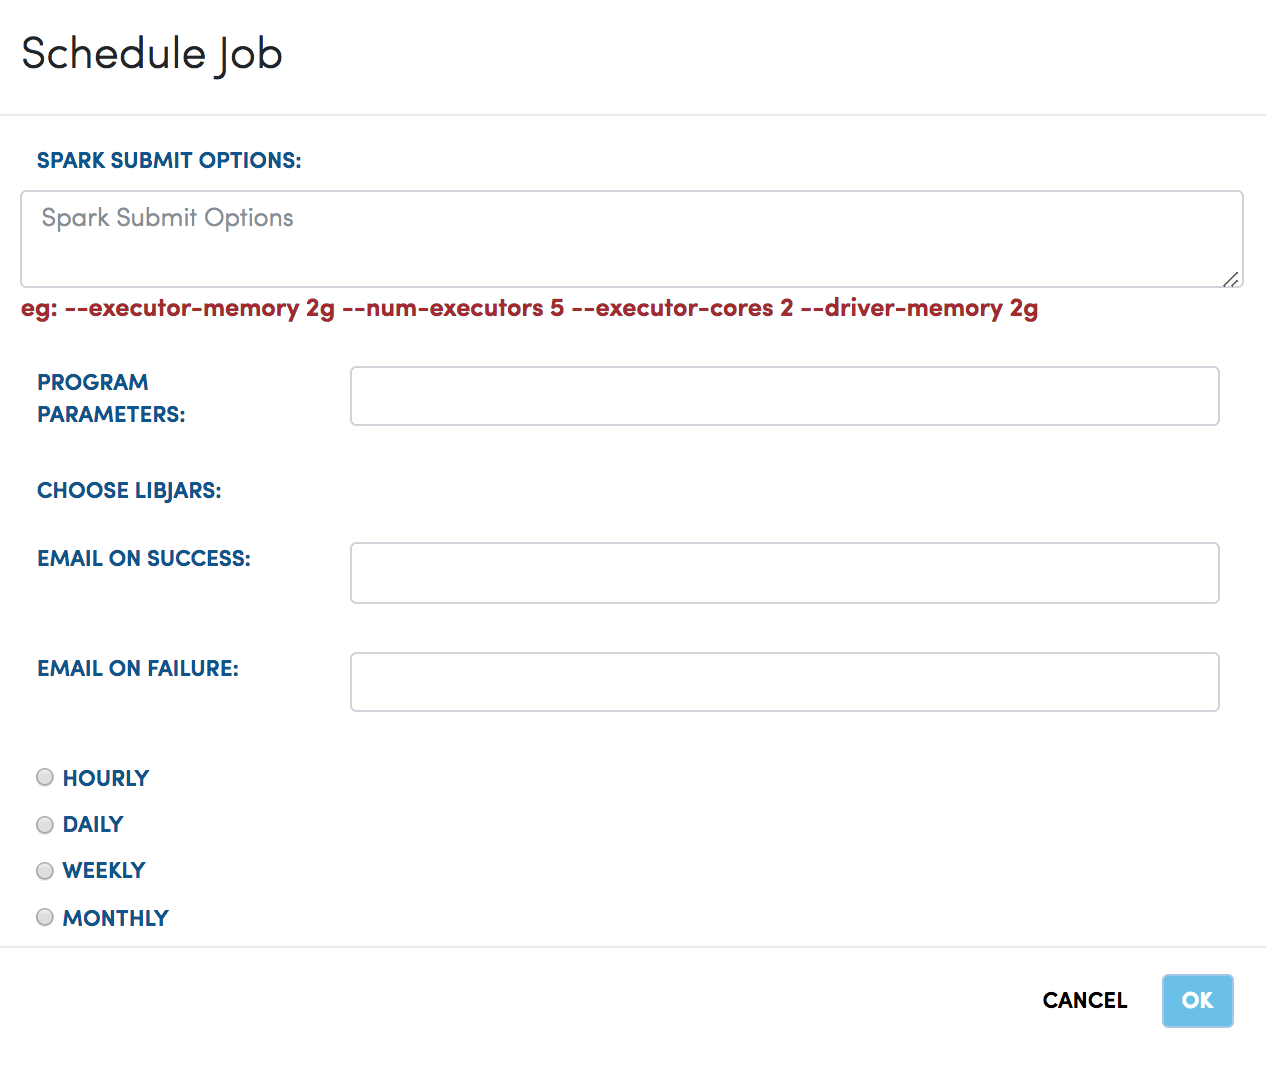 Schedule Job
SPARK SUBMIT OPTIONS:
Spark Submit Options
eg: --executor-memory 2g --num-executors 5 --executor-cores 2 --driver-memory 2g
PROGRAM
PARAMETERS:
CHOOSE LIBJARS:
EMAIL ON SUCCESS:
EMAIL ON FAILURE:
HOURLY
DAILY
WEEKLY
MONTHLY
CANCEL OK